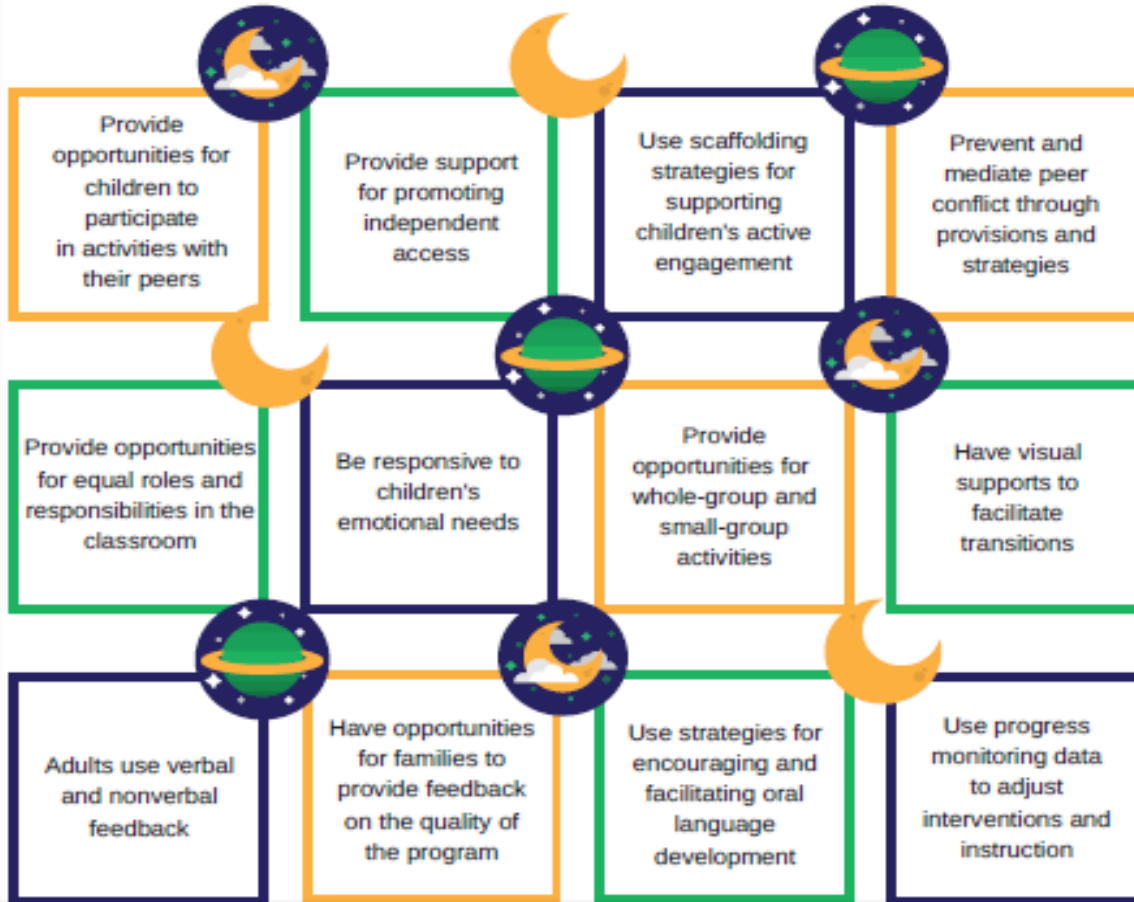 Provide
opportunities for
children to
participate
in activities with
their peers
Provide support
for promoting
independent
access
Use scaffolding
strategies for
supporting
children's active
engagement
Prevent and
mediate peer
conflict through
provisions and
strategies
Provide opportunities
for equal roles and
responsibilities in the
classroom
Be responsive to
children's
emotional needs
Provide
opportunities for
whole-group and
small-group
activities
Have visual
supports to
facilitate
transitions
Adults use verbal
and nonverbal
feedback
Have opportunities
for families to
provide feedback
on the quality of
the program
Use strategies for
encouraging and
facilitating oral
language
development
Use progress
monitoring data
to adjust
interventions and
instruction